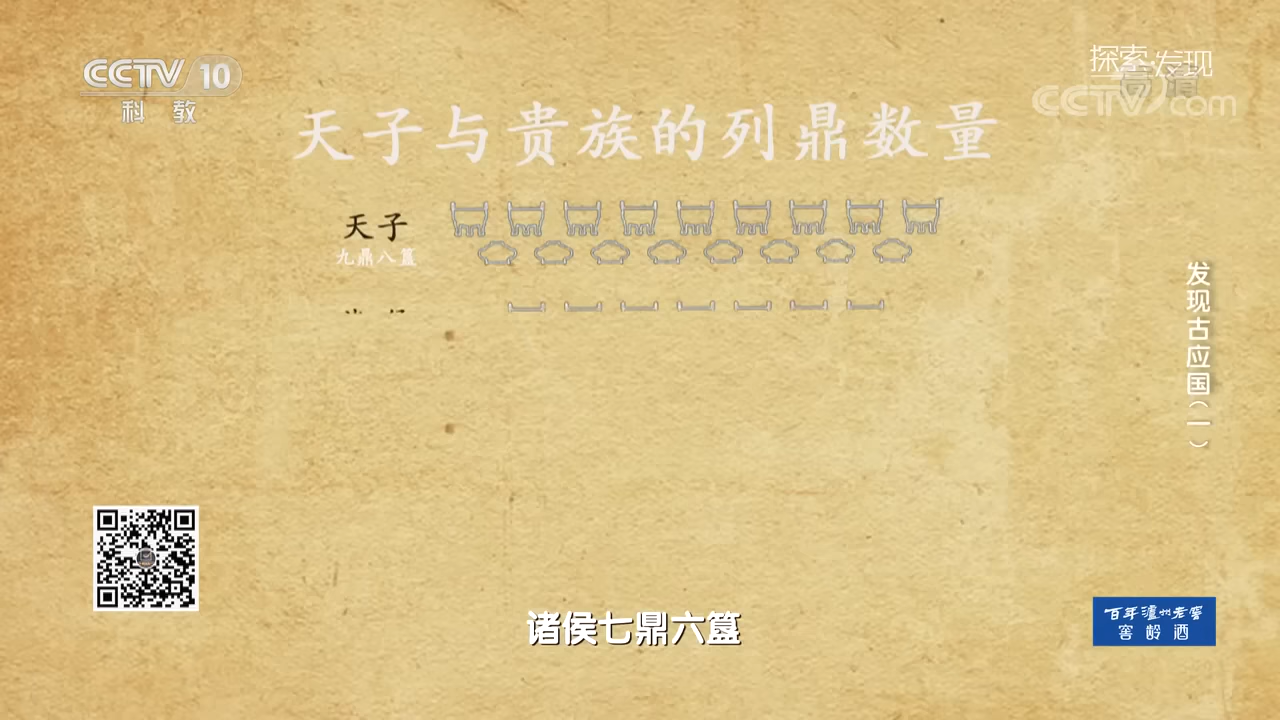 CCTV 10
科教
探索·发现
高清
CCTV.com
天子与贵族的列鼎数量
天子
九鼎八簋
发现古应国(一)
诸侯七鼎六簋
百年泸州老窖
窖龄酒